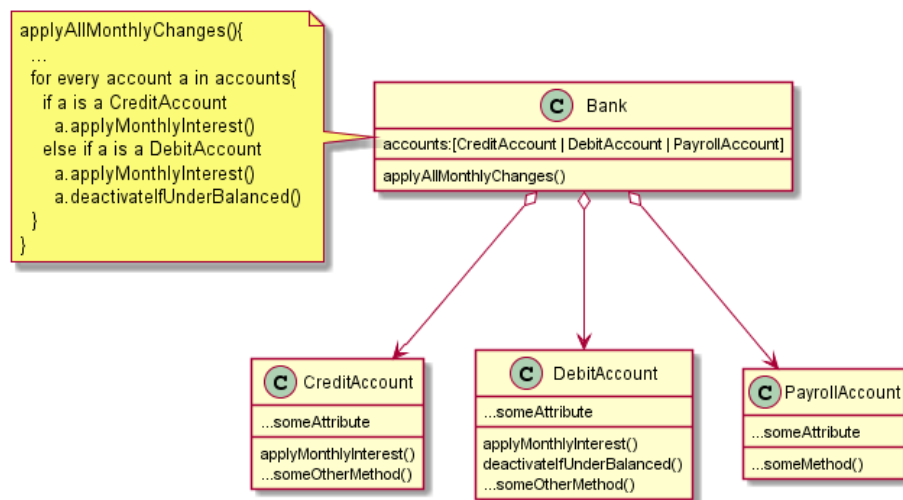 applyAllMonthlyChanges(){
...
for every account a in accounts{
if a is a CreditAccount
a.applyMonthlyInterest()
else if a is a DebitAccount
a.applyMonthlyInterest()
a.deactivateIfUnderBalanced()
}
}
C Bank
accounts:[CreditAccount | DebitAccount | PayrollAccount]
applyAllMonthlyChanges()
C CreditAccount
...someAttribute
applyMonthlyInterest()
...someOtherMethod()
C DebitAccount
...someAttribute
applyMonthlyInterest()
deactivateIfUnderBalanced()
...someOtherMethod()
C PayrollAccount
...someAttribute
...someMethod()